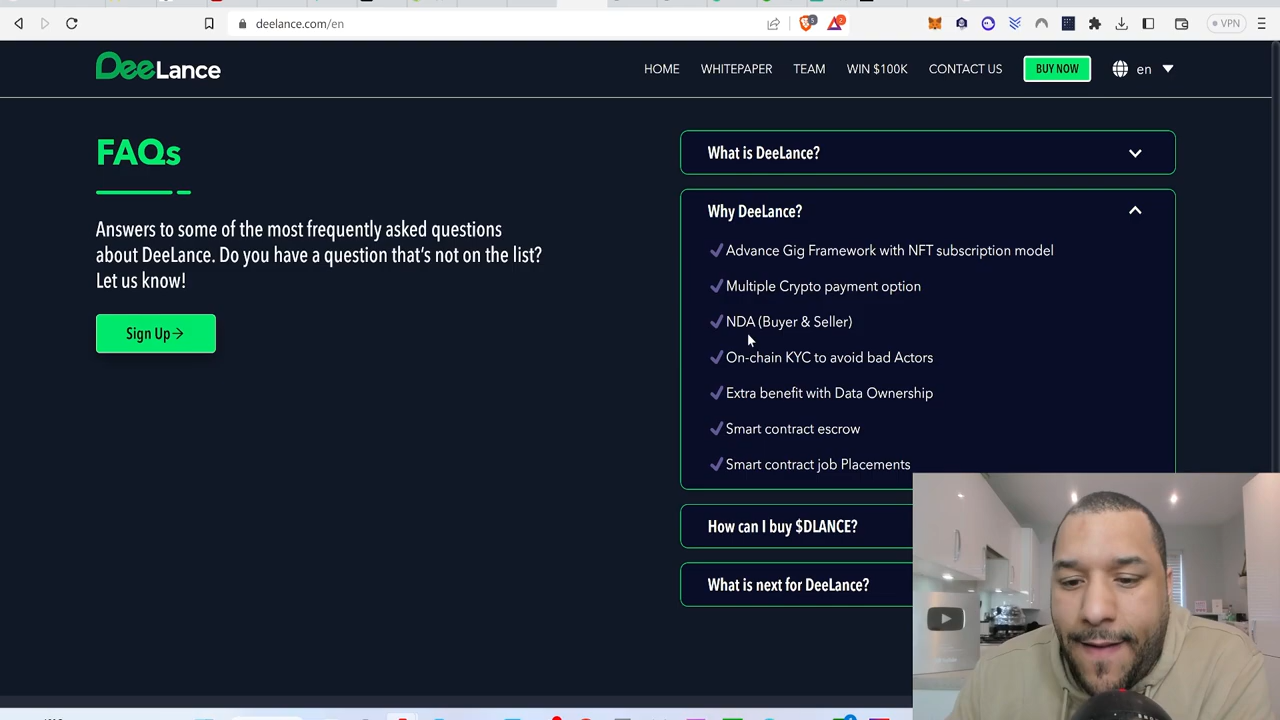 deelance.com/en
VPN
DeeLance
HOME
WHITEPAPER
TEAM
WIN $100K
CONTACT US
BUY NOW
en
FAQs
Answers to some of the most frequently asked questions
about DeeLance. Do you have a question that's not on the list?
Let us know!
Sign Up
What is DeeLance?
Why DeeLance?
Advance Gig Framework with NFT subscription model
Multiple Crypto payment option
NDA (Buyer & Seller)
On-chain KYC to avoid bad Actors
Extra benefit with Data Ownership
Smart contract escrow
Smart contract job Placements
How can I buy $DLANCE?
What is next for DeeLance?